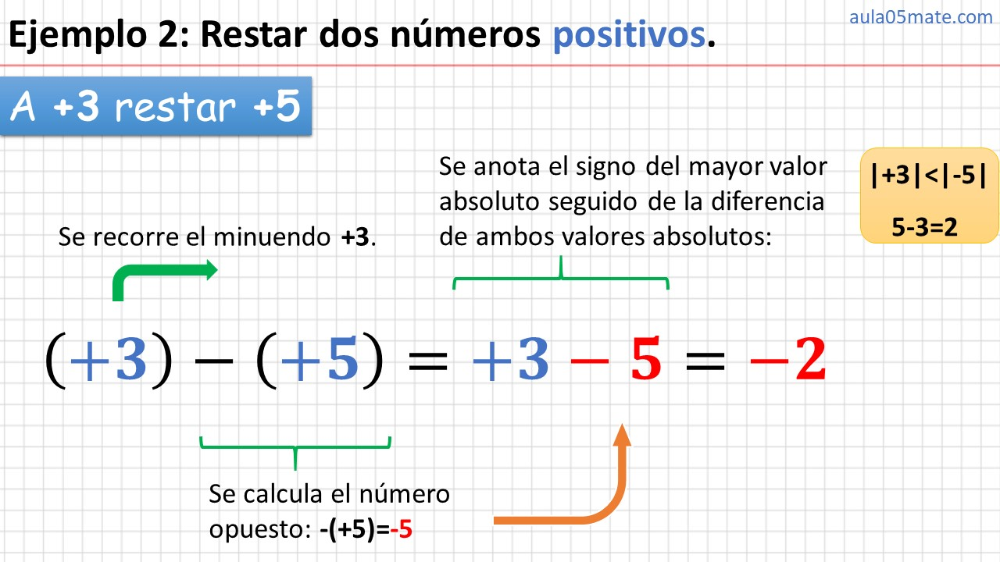 Ejemplo 2: Restar dos números positivos.
aula05mate.com
A +3 restar +5
Se anota el signo del mayor valor
absoluto seguido de la diferencia
de ambos valores absolutos:
|+3|<|-5|
5-3=2
Se recorre el minuendo +3.
(+3) − (+5) = +3 − 5 = −2
Se calcula el número
opuesto: -(+5)=-5